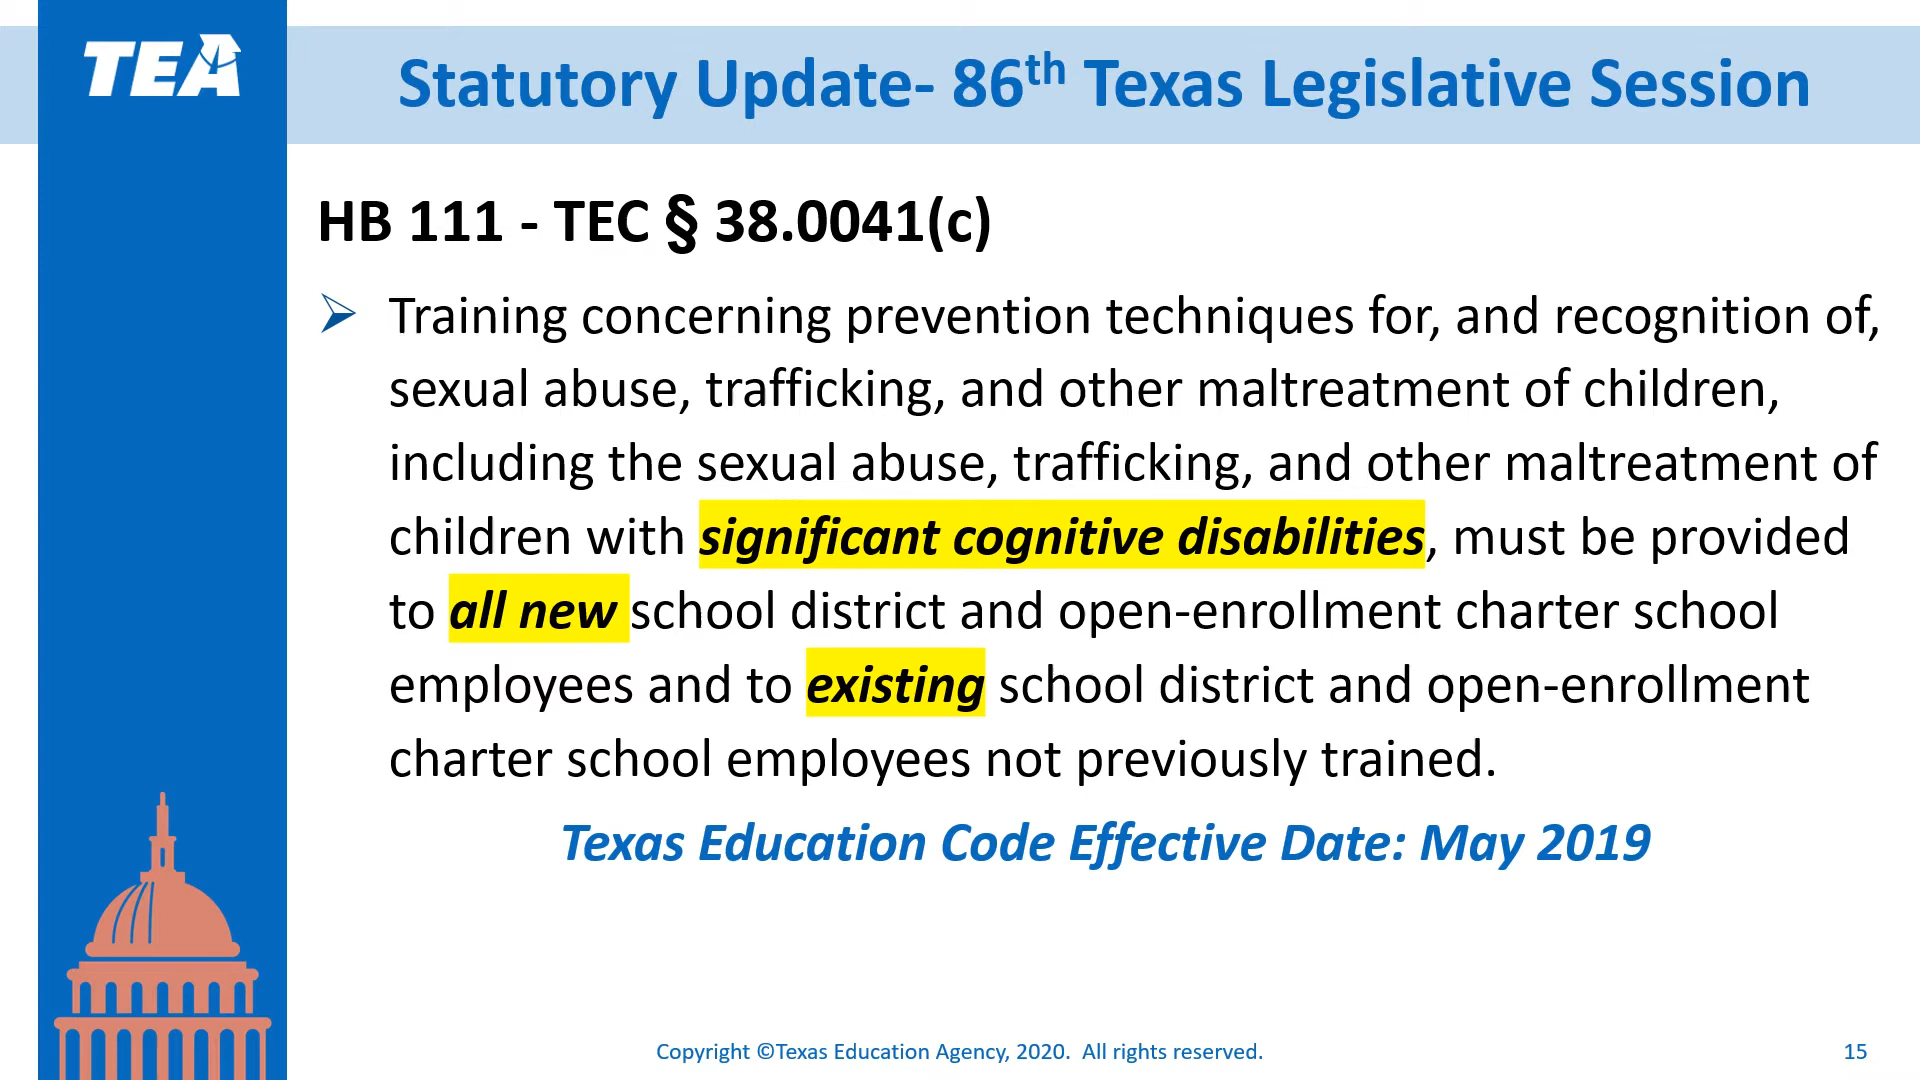 TEA
Statutory Update- 86th Texas Legislative Session
HB 111 - TEC § 38.0041(c)
➢ Training concerning prevention techniques for, and recognition of,
sexual abuse, trafficking, and other maltreatment of children,
including the sexual abuse, trafficking, and other maltreatment of
children with significant cognitive disabilities, must be provided
to all new school district and open-enrollment charter school
employees and to existing school district and open-enrollment
charter school employees not previously trained.
Texas Education Code Effective Date: May 2019
Copyright ©Texas Education Agency, 2020. All rights reserved.
15